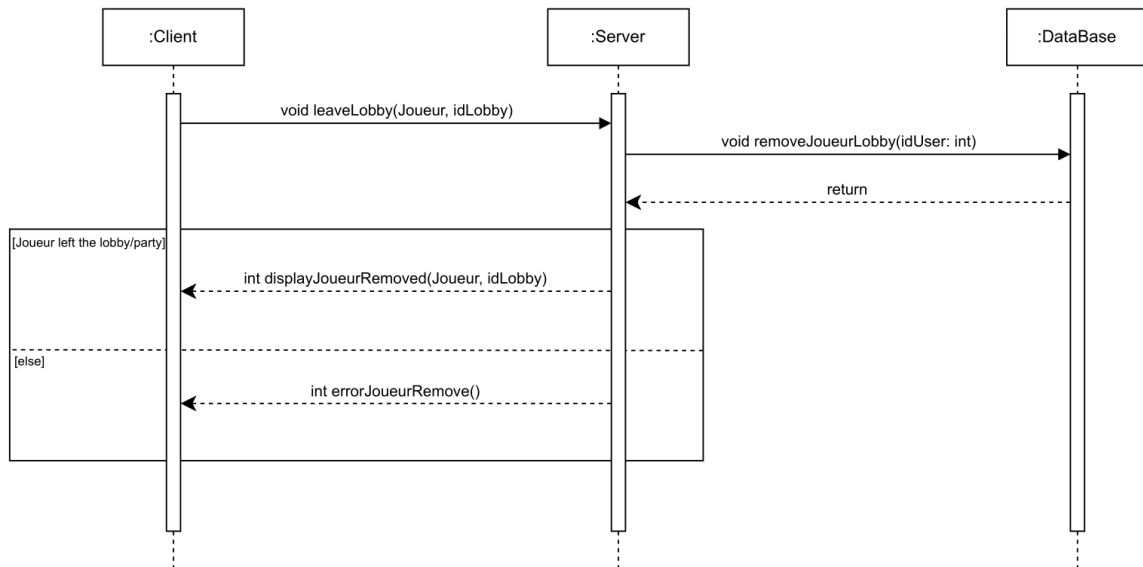 :Client
:Server
:DataBase
void leaveLobby(Joueur, idLobby)
void removeJoueurLobby(idUser: int)
return
[Joueur left the lobby/party]
int displayJoueurRemoved(Joueur, idLobby)
[else]
int errorJoueurRemove()